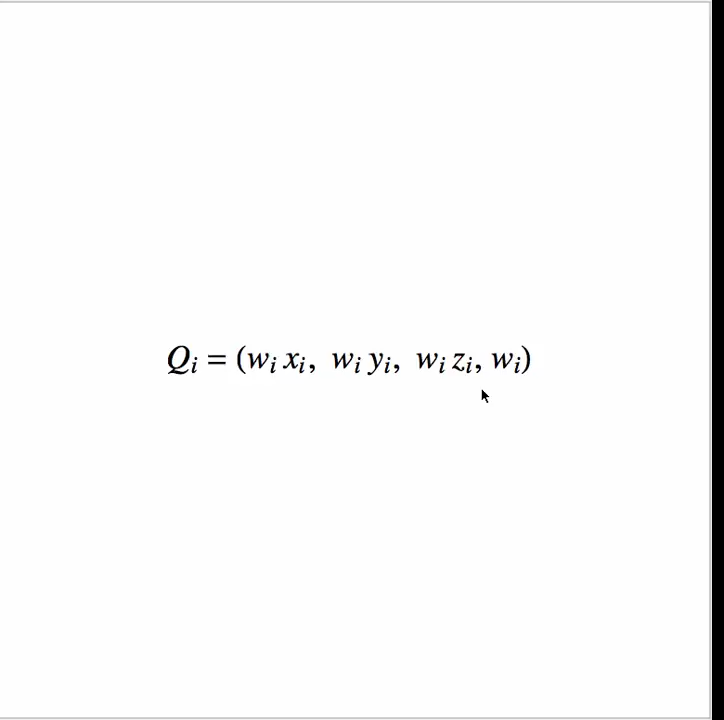 Qᵢ = (wᵢ xᵢ, wᵢ yᵢ, wᵢ zᵢ, wᵢ)